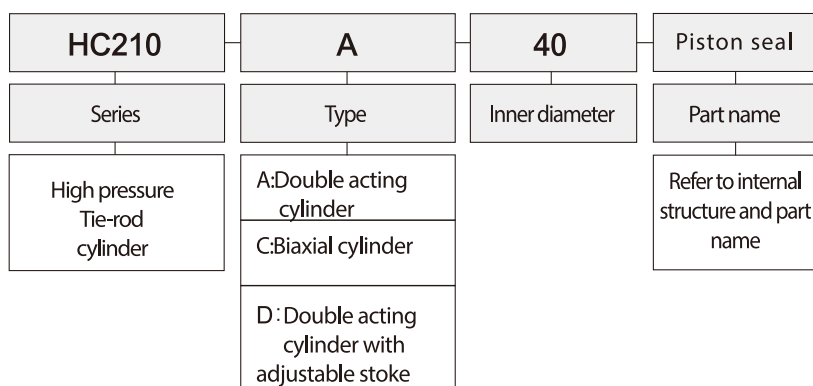 HC210
A
40
Piston seal
Series
Type
Inner diameter
Part name
High pressure
Tie-rod
cylinder
A:Double acting
cylinder
C:Biaxial cylinder
D:Double acting
cylinder with
adjustable stoke
Refer to internal
structure and part
name